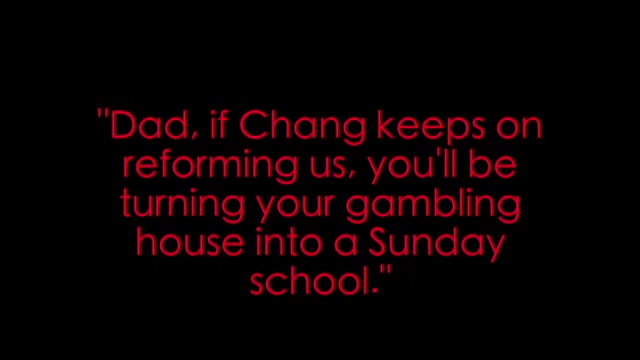 "Dad, if Chang keeps on
reforming us, you'll be
turning your gambling
house into a Sunday
school."